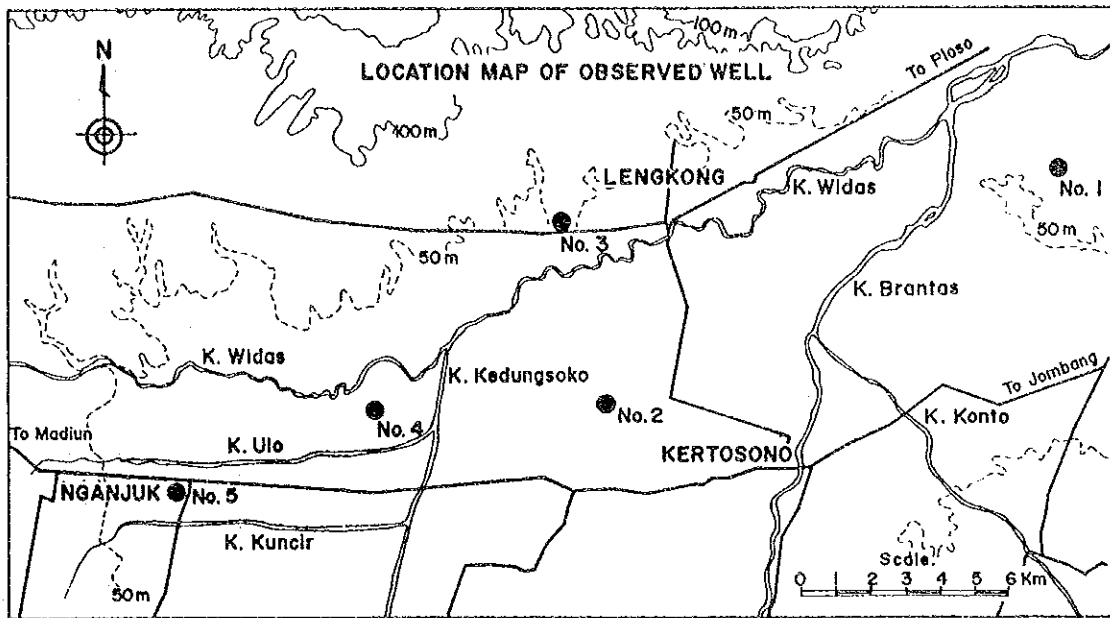 100m
N
LOCATION MAP OF OBSERVED WELL
To Ploso
100m
50m
LENGKONG
K. Widas
No. 1
No. 3
50m
50m
K. Brantas
K. Widas
K. Kedungsoko
To Jombang
No. 2
K. Konto
To Madiun
No. 4
K. Ulo
KERTOSONO
NGANJUK
No. 5
K. Kuncir
Scale.
50m
0 1 2 3 4 5 6 Km